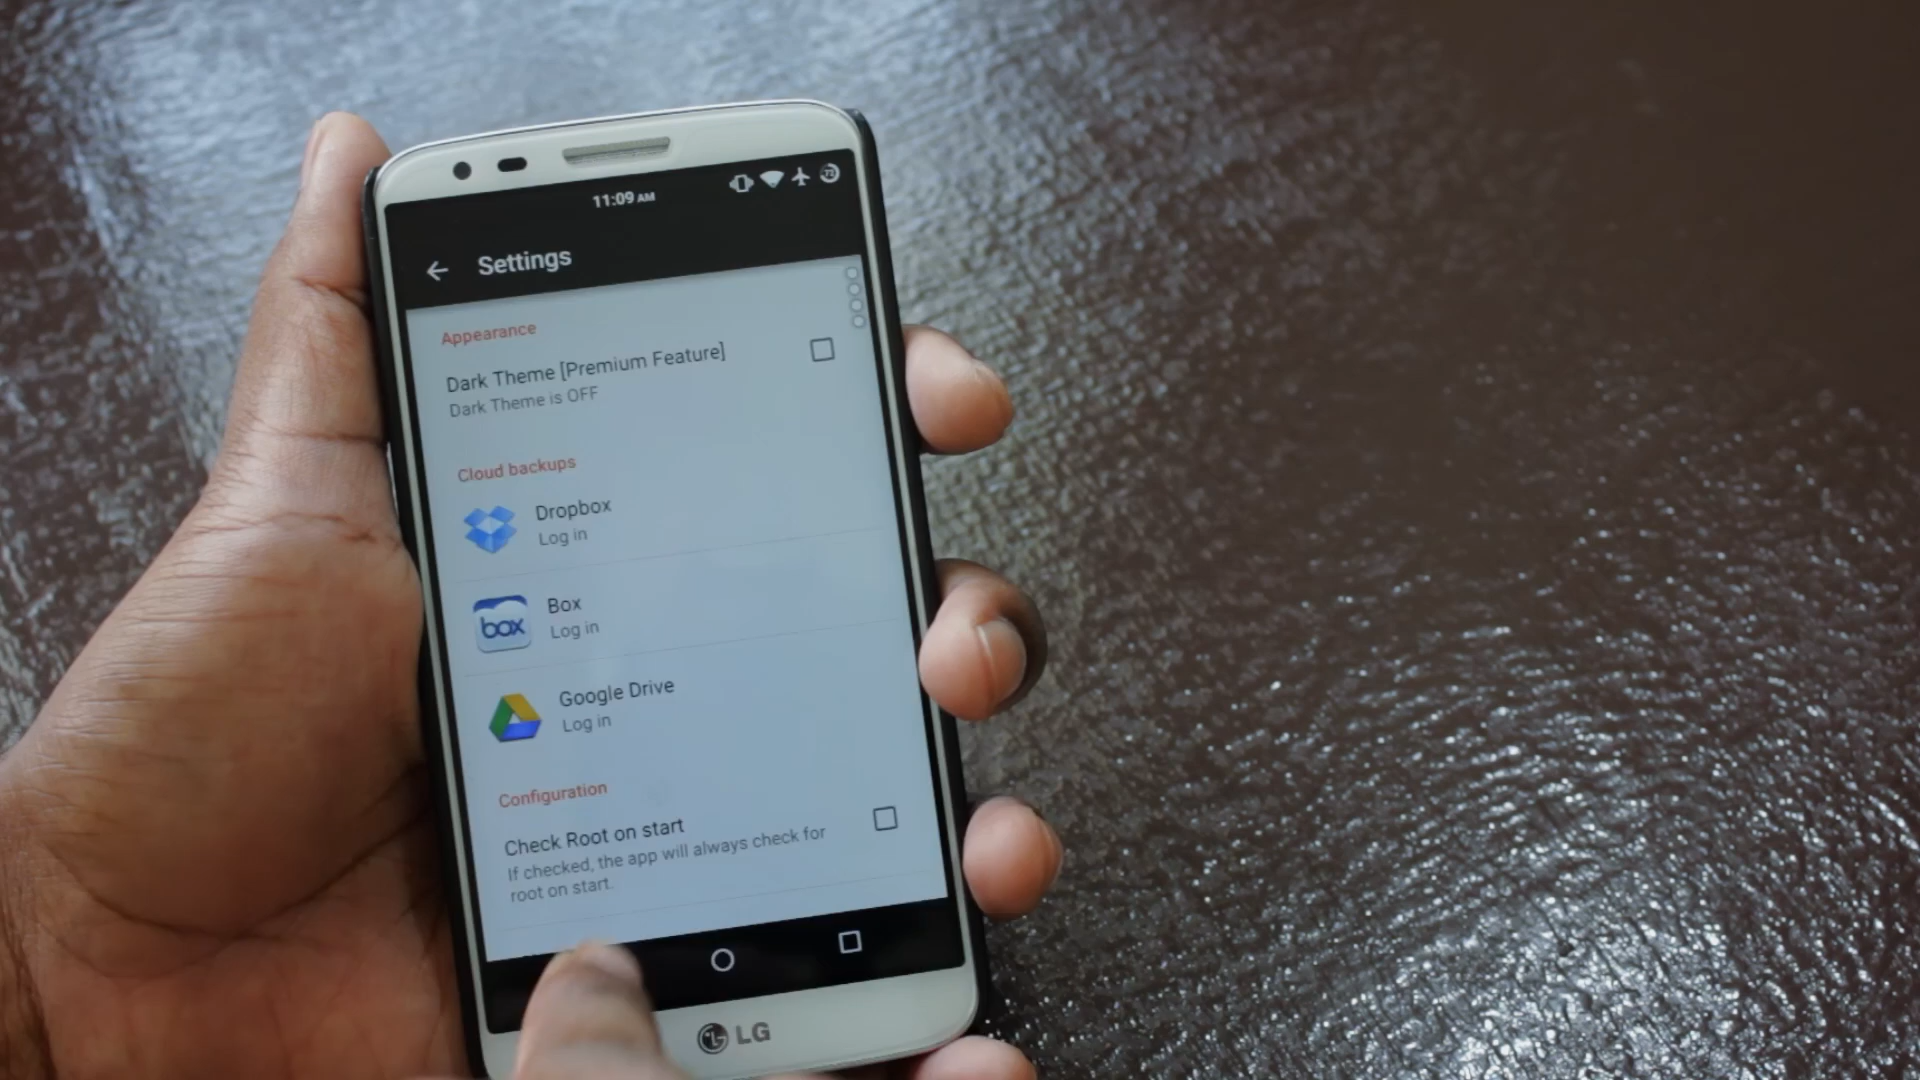 11:09 AM
Settings
Appearance
Dark Theme [Premium Feature]
Dark Theme is OFF
Cloud backups
Dropbox
Log in
box
Box
Log in
Google Drive
Log in
Configuration
Check Root on start
If checked, the app will always check for
root on start.
LG